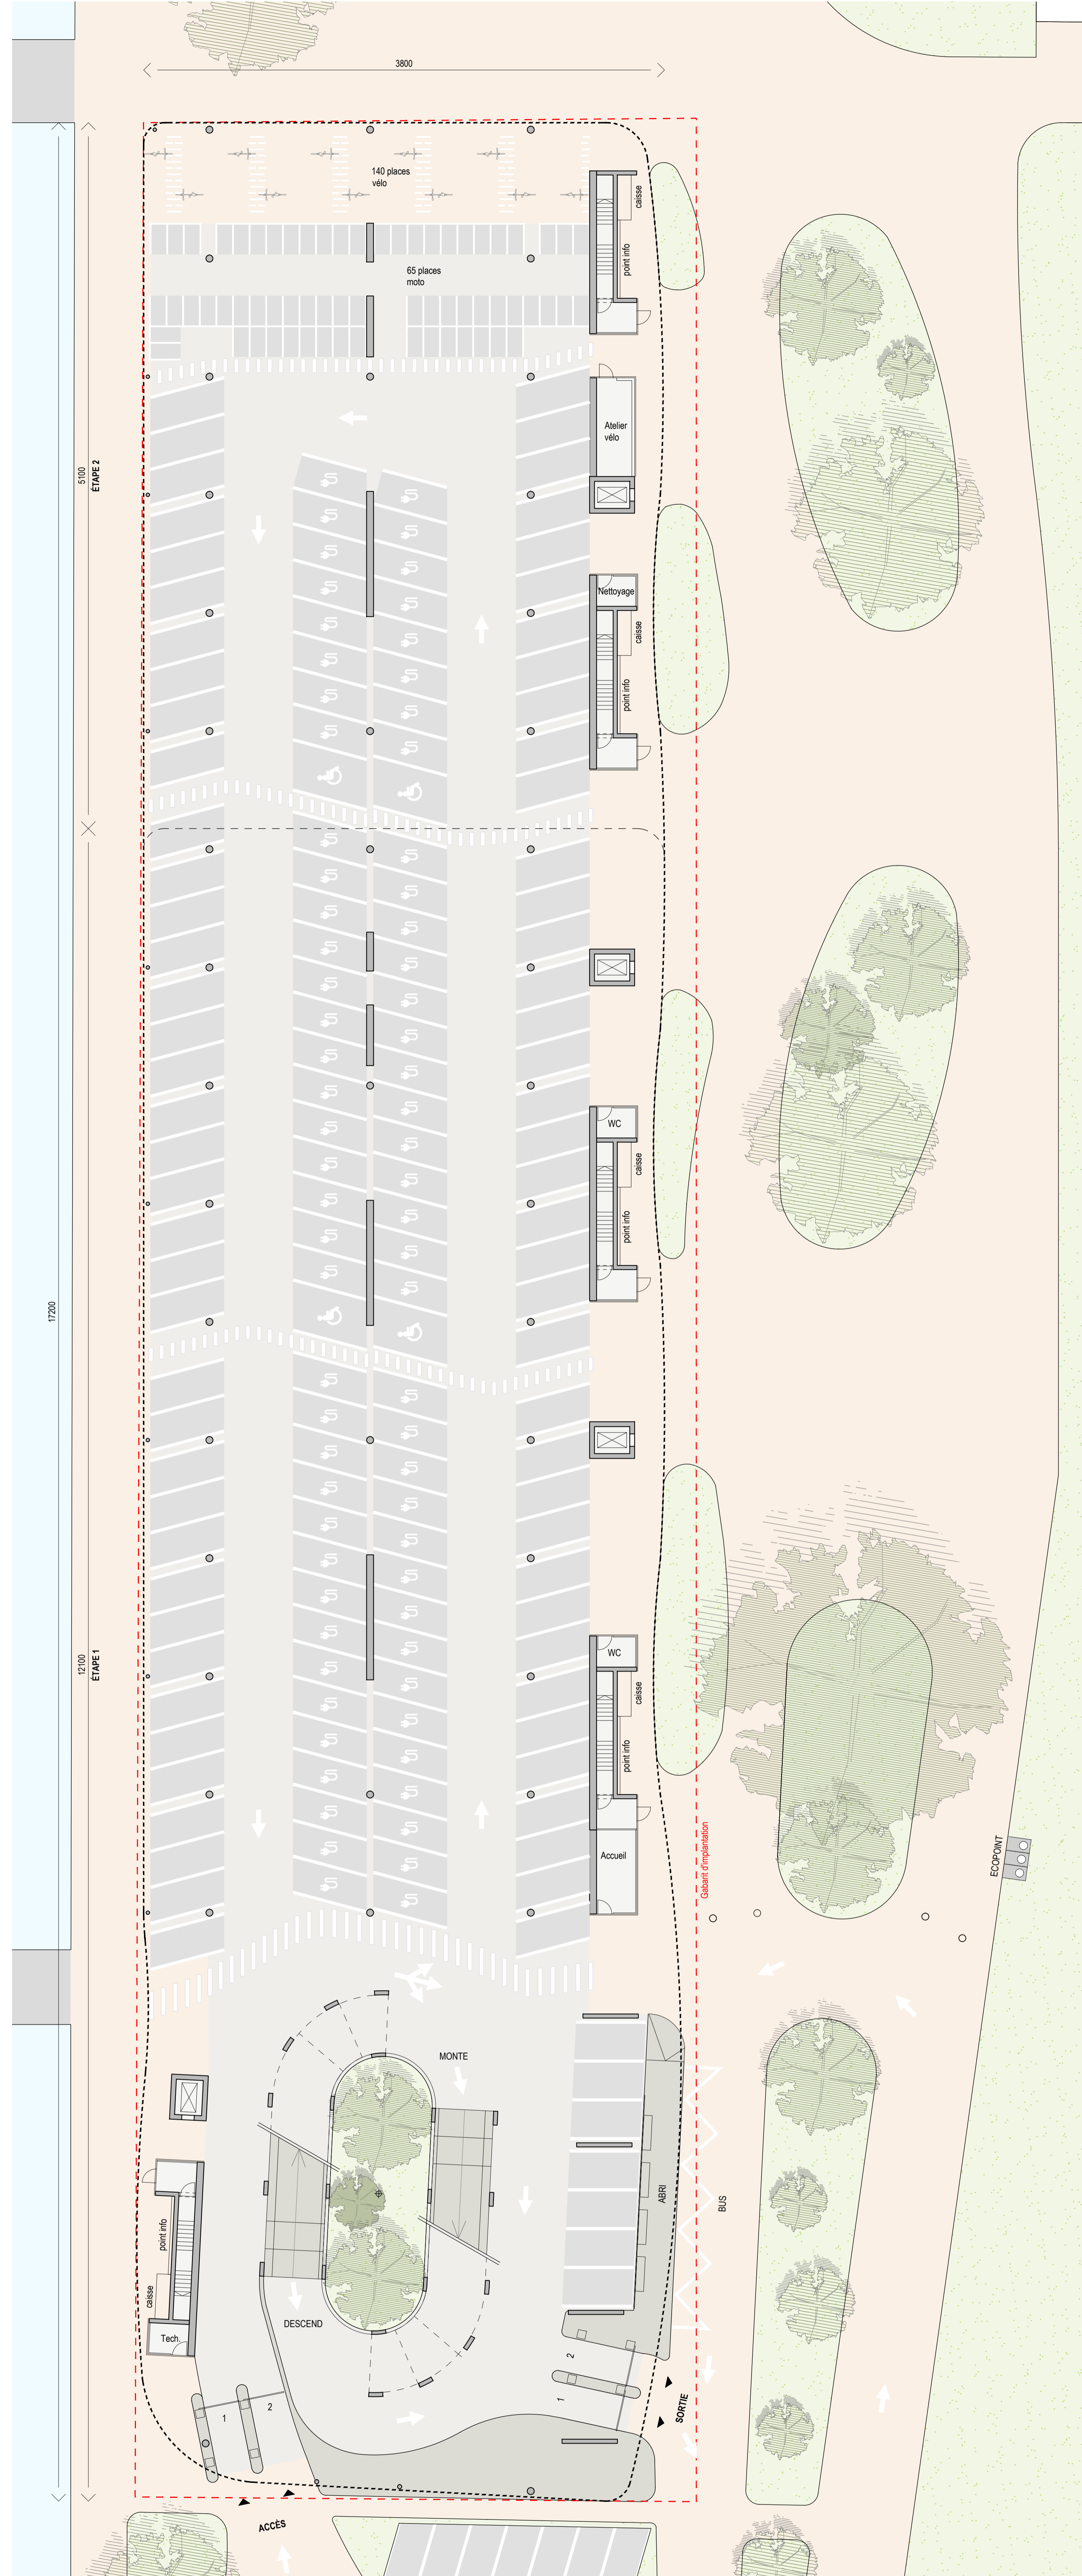 3800
140 places
vélo
caisse
point info
65 places
moto
5100
ÉTAPE 2
Atelier
vélo
Nettoyage
caisse
point info
WC
caisse
point info
17200
12100
ÉTAPE 1
WC
caisse
point info
Accueil
Gabarit d'implantation
ECOPOINT
MONTE
ABRI
BUS
point info
caisse
Tech.
DESCEND
1
2
1
2
SORTIE
ACCÈS